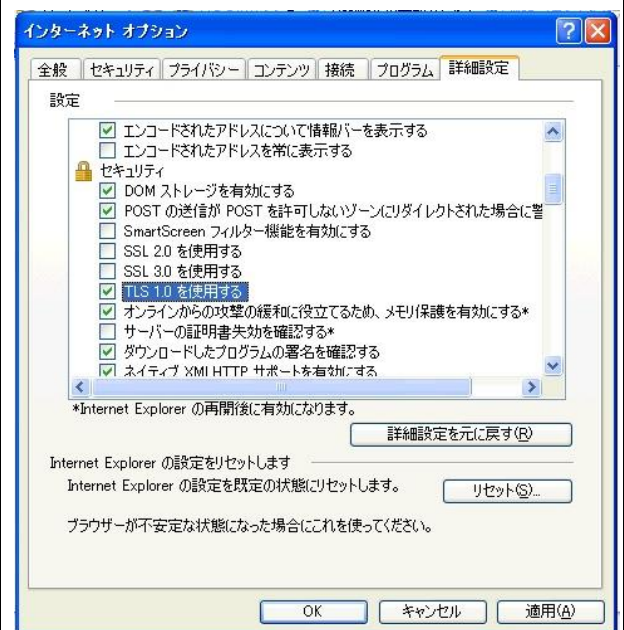 インターネット オプション
全般 セキュリティ プライバシー コンテンツ 接続 プログラム 詳細設定
設定
エンコードされたアドレスについて情報バーを表示する
エンコードされたアドレスを常に表示する
セキュリティ
DOM ストレージを有効にする
POST の送信が POST を許可しないゾーンにリダイレクトされた場合に警
SmartScreen フィルター機能を有効にする
SSL 2.0 を使用する
SSL 3.0 を使用する
TLS 1.0 を使用する
オンラインからの攻撃の緩和に役立てるため、メモリ保護を有効にする*
サーバーの証明書失効を確認する*
ダウンロードしたプログラムの署名を確認する
ネイティブ XMLHTTP サポートを有効にする
*Internet Explorer の再開後に有効になります。
詳細設定を元に戻す(R)
Internet Explorer の設定をリセットします
Internet Explorer の設定を既定の状態にリセットします。
リセット(S)...
ブラウザーが不安定な状態になった場合にこれを使ってください。
OK キャンセル 適用(A)